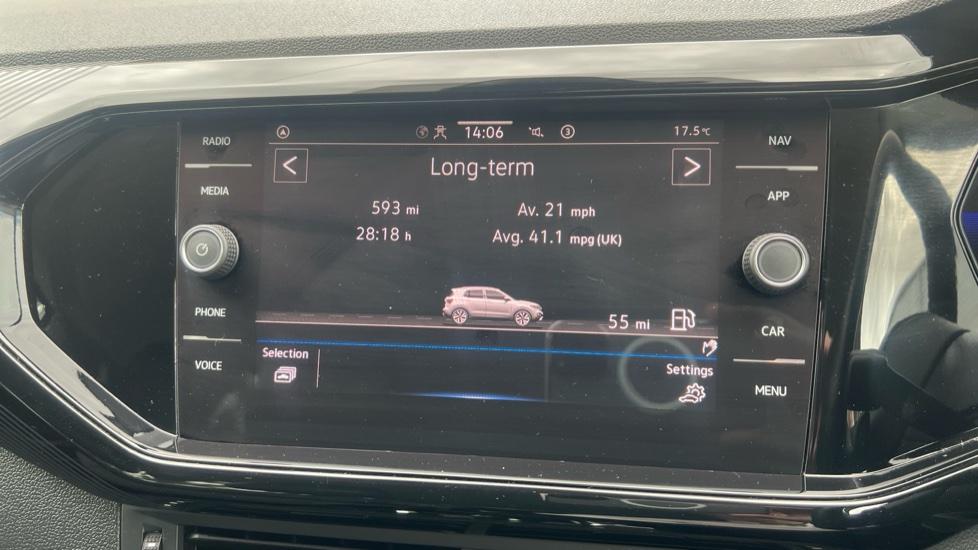 RADIO
MEDIA
PHONE
VOICE
14:06
3
17.5°C
< Long-term >
593 mi
Av. 21 mph
28:18 h
Avg. 41.1 mpg (UK)
55 mi
Selection
Settings
NAV
APP
CAR
MENU